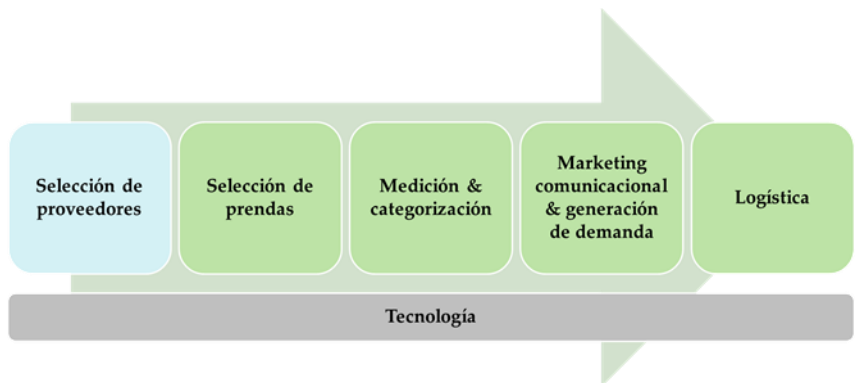 Selección de
proveedores
Selección de
prendas
Medición &
categorización
Marketing
comunicacional
& generación
de demanda
Logística
Tecnología